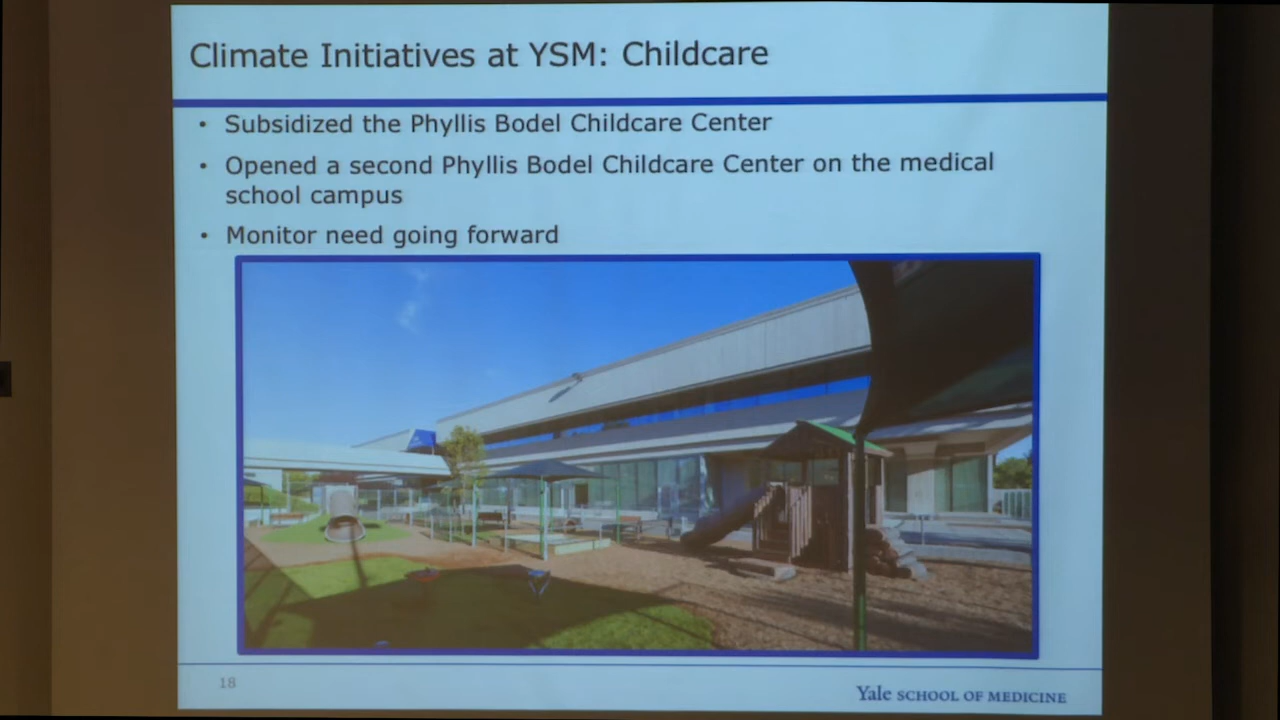 Climate Initiatives at YSM: Childcare
• Subsidized the Phyllis Bodel Childcare Center
• Opened a second Phyllis Bodel Childcare Center on the medical
school campus
• Monitor need going forward
18
Yale SCHOOL OF MEDICINE